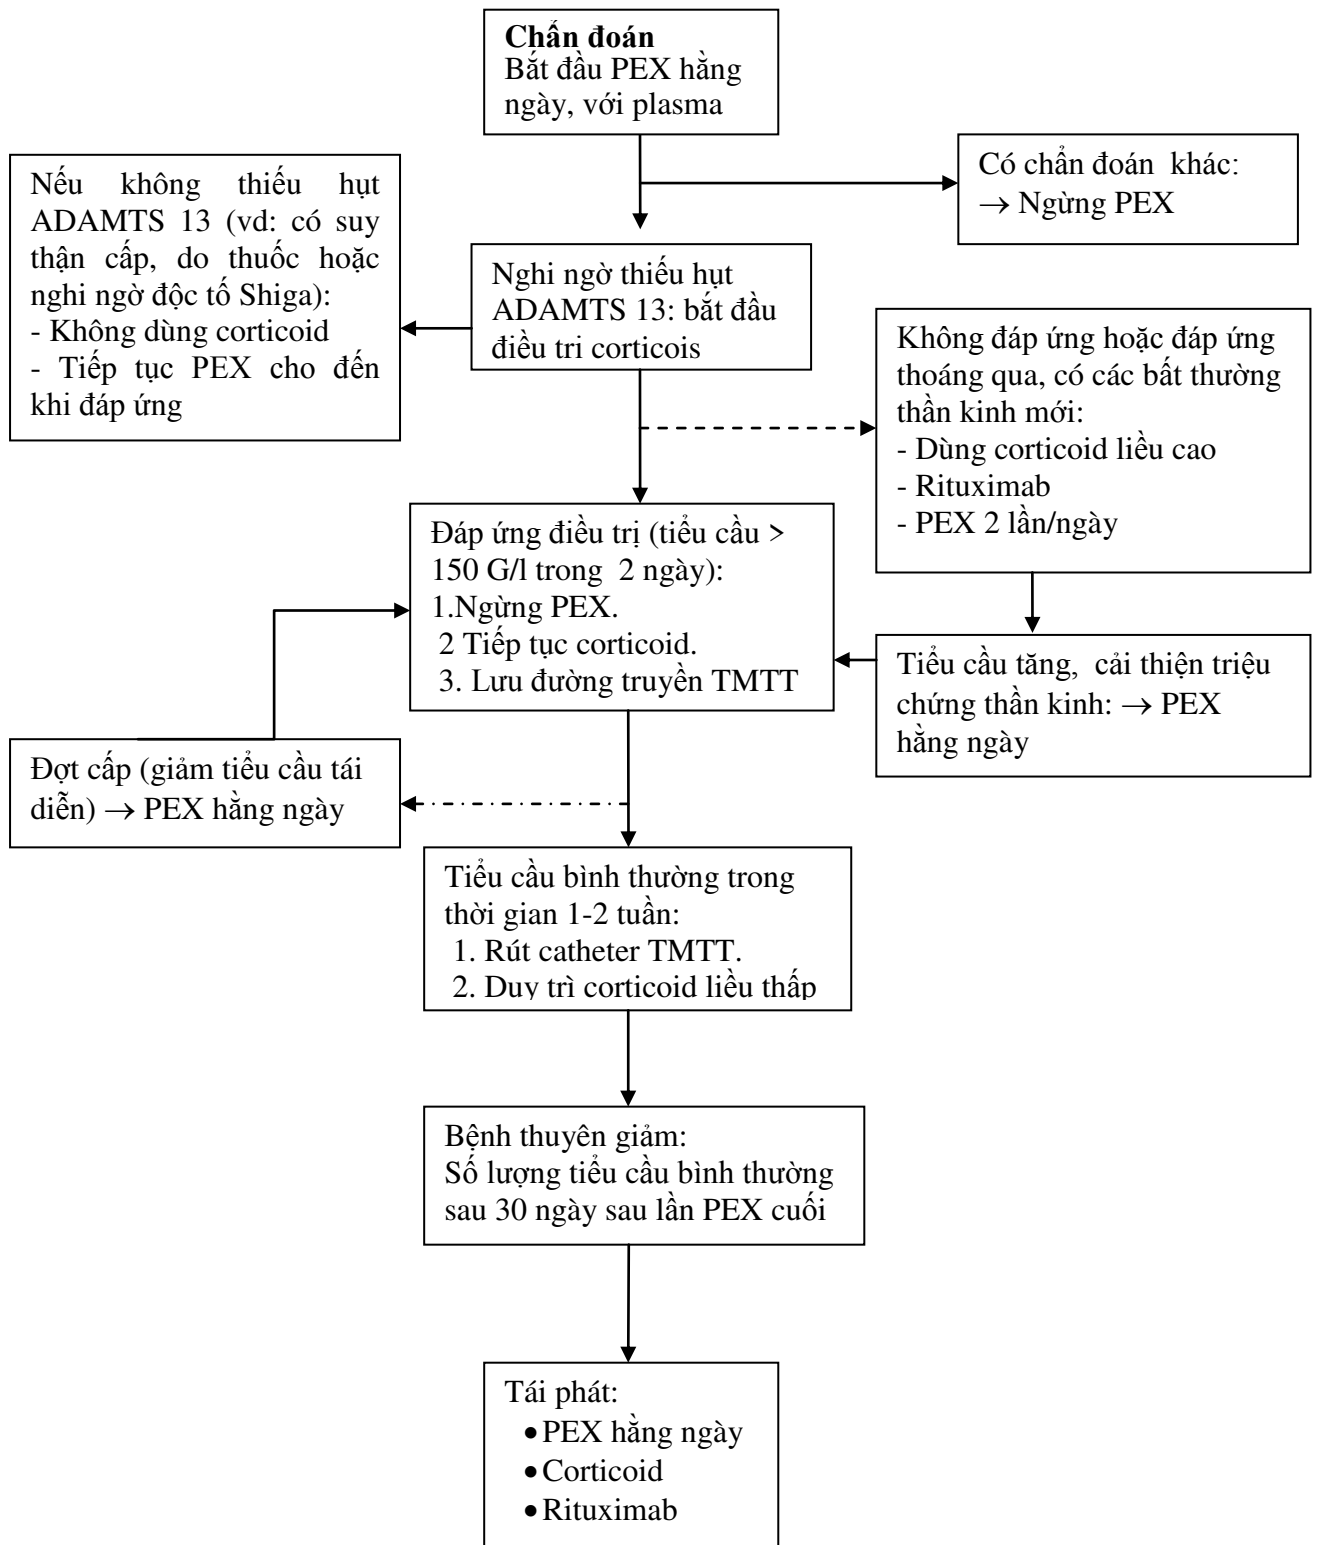 Chẩn đoán
Bắt đầu PEX hằng
ngày, với plasma
Có chẩn đoán khác:
→ Ngừng PEX
Nếu không thiếu hụt
ADAMTS 13 (vd: có suy
thận cấp, do thuốc hoặc
nghi ngờ độc tố Shiga):
- Không dùng corticoid
- Tiếp tục PEX cho đến
khi đáp ứng
Nghi ngờ thiếu hụt
ADAMTS 13: bắt đầu
điều tri corticois
Không đáp ứng hoặc đáp ứng
thoáng qua, có các bất thường
thần kinh mới:
- Dùng corticoid liều cao
- Rituximab
- PEX 2 lần/ngày
Đáp ứng điều trị (tiểu cầu >
150 G/l trong 2 ngày):
1.Ngừng PEX.
2 Tiếp tục corticoid.
3. Lưu đường truyền TMTT
Tiểu cầu tăng, cải thiện triệu
chứng thần kinh: → PEX
hằng ngày
Đợt cấp (giảm tiểu cầu tái
diễn) → PEX hằng ngày
Tiểu cầu bình thường trong
thời gian 1-2 tuần:
1. Rút catheter TMTT.
2. Duy trì corticoid liều thấp
Bệnh thuyên giảm:
Số lượng tiểu cầu bình thường
sau 30 ngày sau lần PEX cuối
Tái phát:
• PEX hằng ngày
• Corticoid
• Rituximab